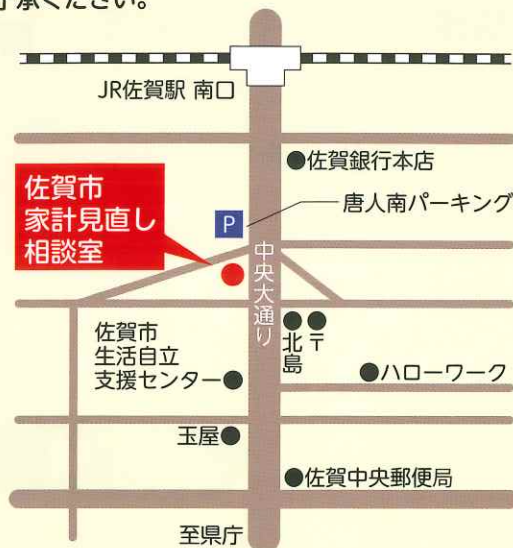 了承ください。
JR佐賀駅 南口
佐賀銀行本店
佐賀市
家計見直し
相談室
P
唐人南パーキング
中央大通り
佐賀市
生活自立
支援センター
北島
〒
ハローワーク
玉屋
佐賀中央郵便局
至県庁